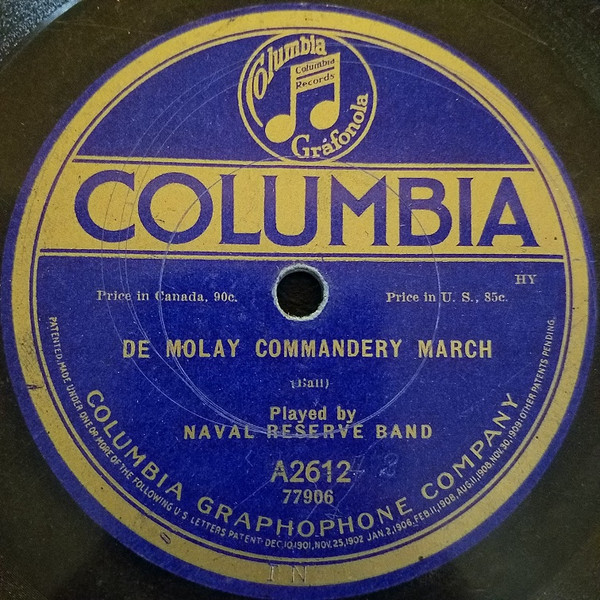 Columbia
Columbia
Records
Grafonola
COLUMBIA
HY
Price in Canada, 90c.
Price in U. S., 85c.
DE MOLAY COMMANDERY MARCH
(Ball)
Played by
NAVAL RESERVE BAND
A2612
77906
COLUMBIA GRAPHOPHONE COMPANY
PATENTED, MADE UNDER ONE OR MORE OF THE FOLLOWING U.S. LETTERS PATENT: DEC.10,1901, NOV.25,1902 JAN.2,1906, FEB.11,1908, AUG.11,1908, NOV.30,1909 OTHER PATENTS PENDING.